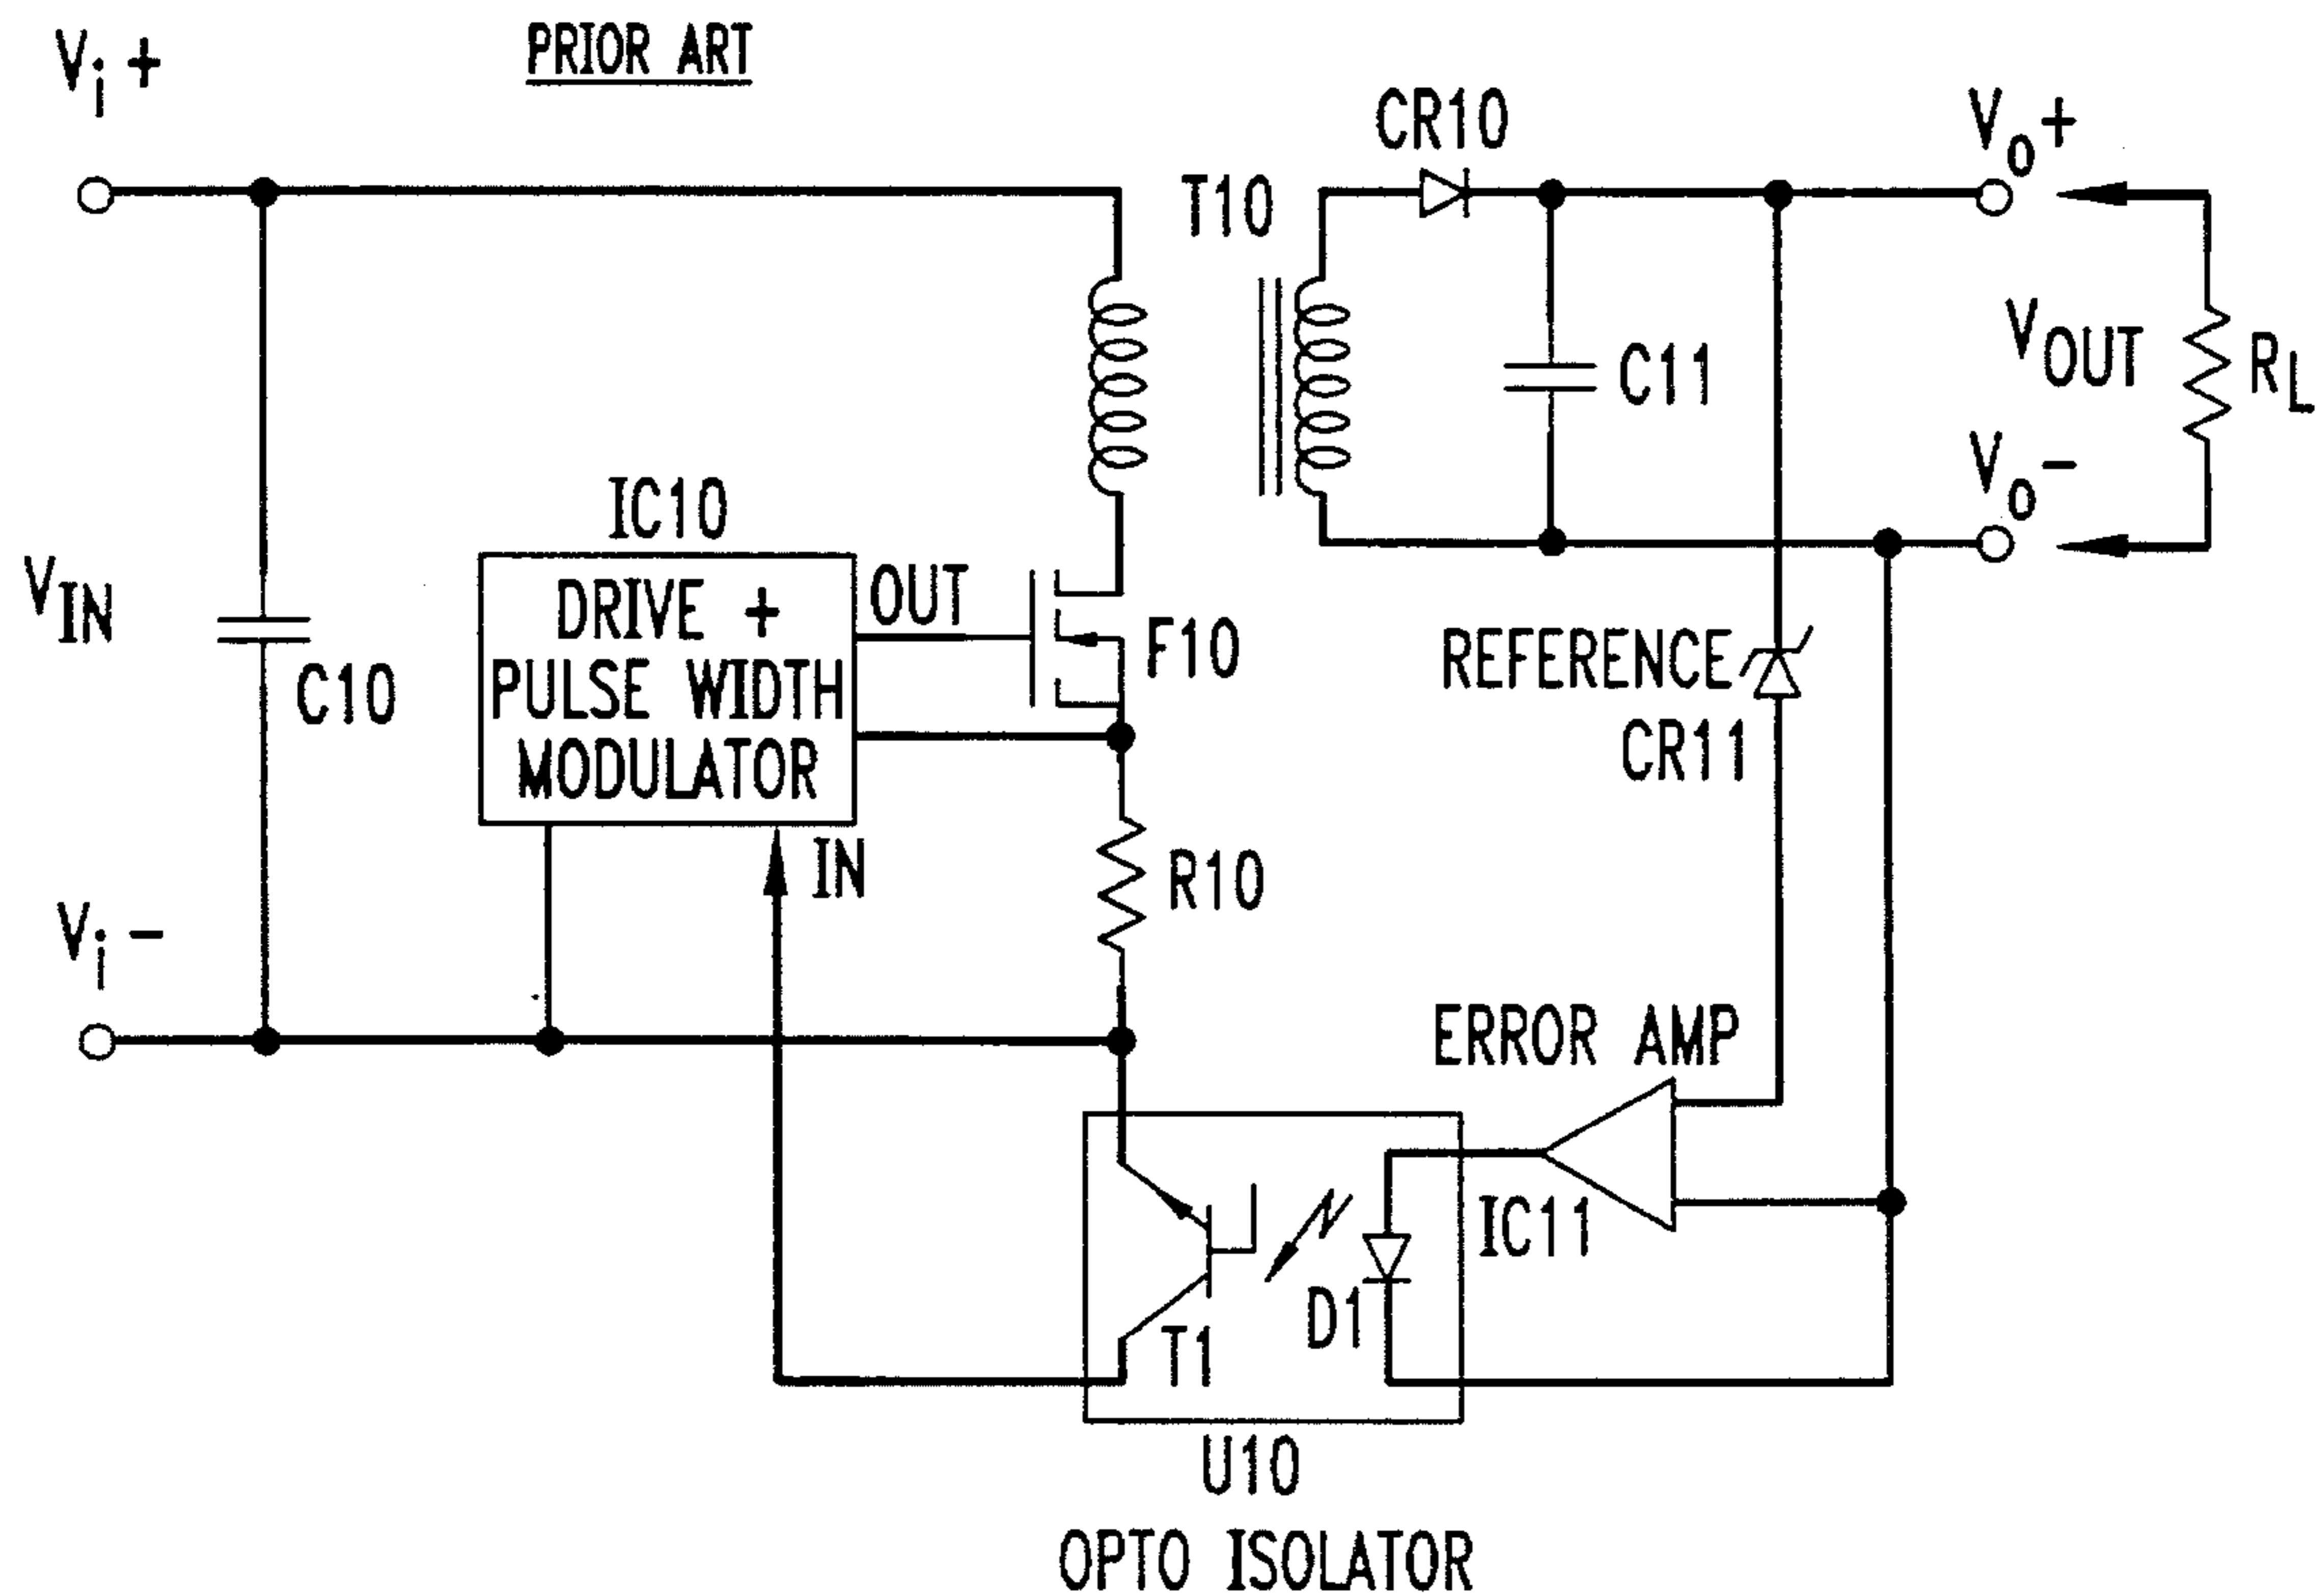 PRIOR ART
Vi +
CR10
Vo +
T10
VOUT
RL
C11
Vo -
IC10
VIN
DRIVE +
PULSE WIDTH
MODULATOR
OUT
F10
C10
REFERENCE
CR11
IN
R10
Vi -
ERROR AMP
IC11
D1
T1
U10
OPTO ISOLATOR